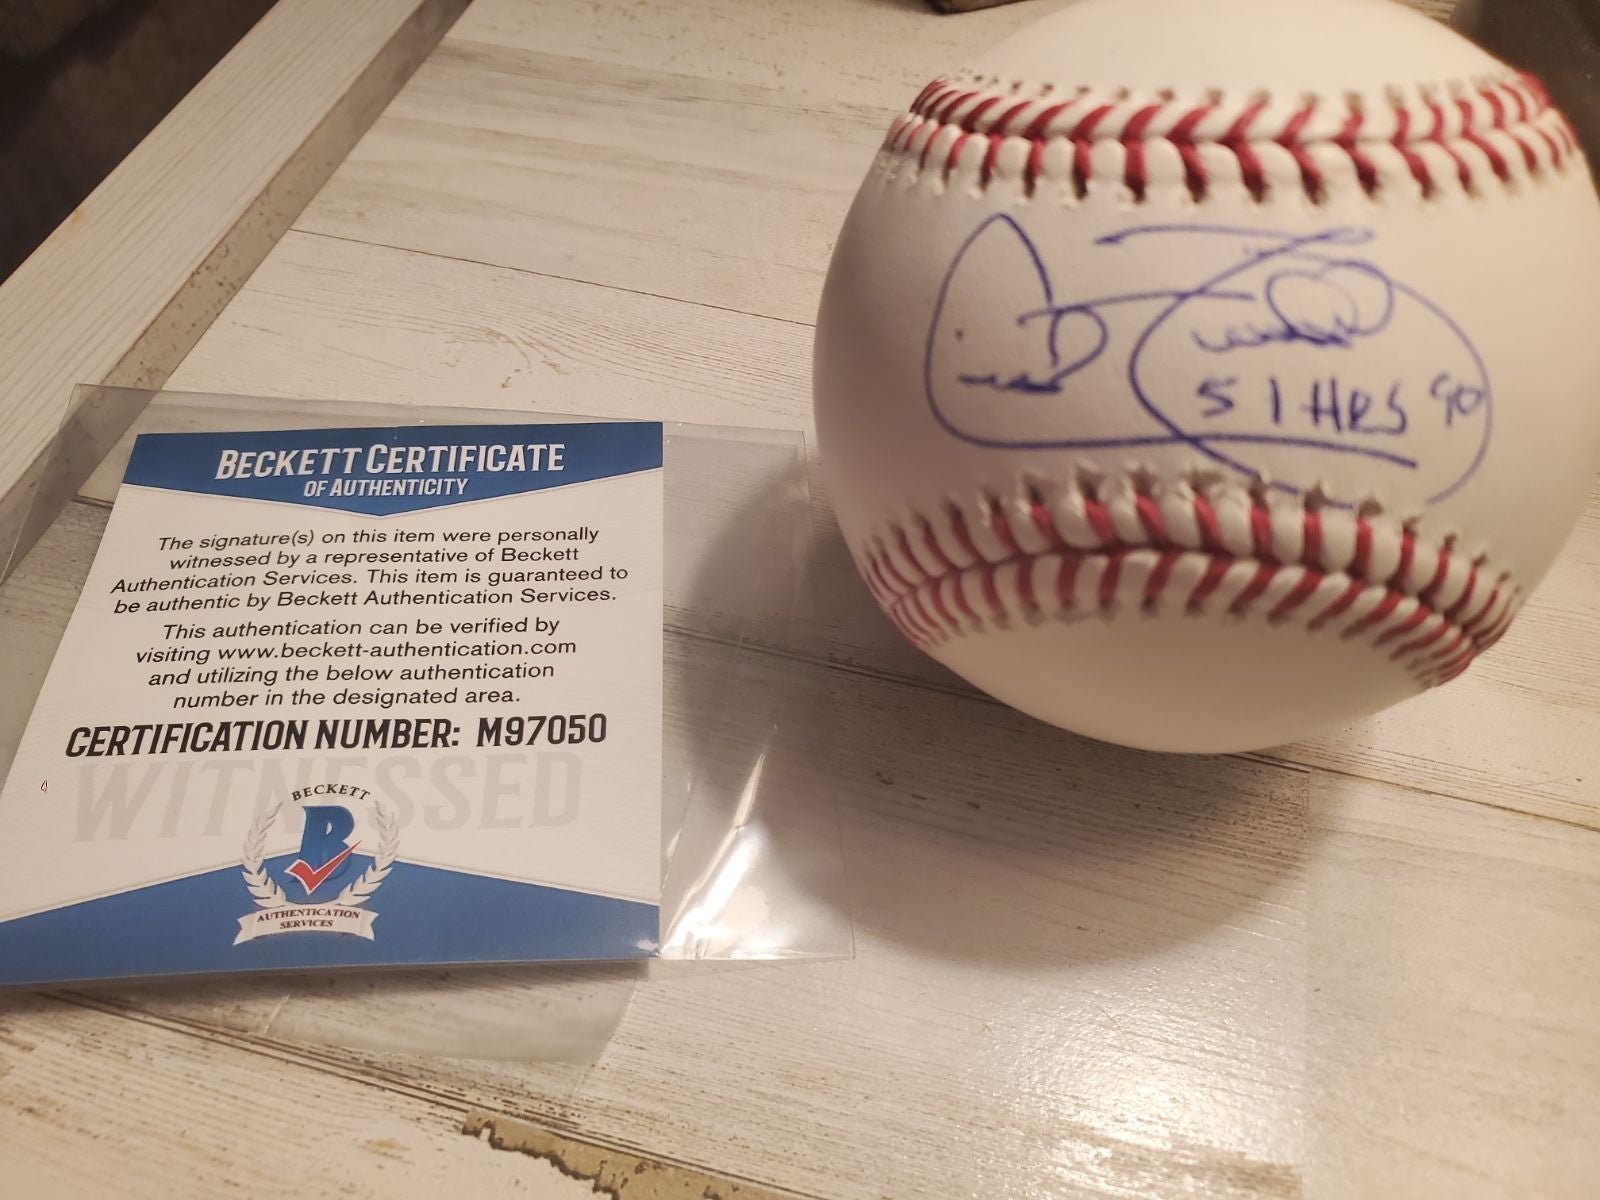 BECKETT CERTIFICATE
OF AUTHENTICITY
The signature(s) on this item were personally
witnessed by a representative of Beckett
Authentication Services. This item is guaranteed to
be authentic by Beckett Authentication Services.
This authentication can be verified by
visiting www.beckett-authentication.com
and utilizing the below authentication
number in the designated area.
CERTIFICATION NUMBER: M97050
WITNESSED
BECKETT
B
AUTHENTICATION
SERVICES
51 HRS 90